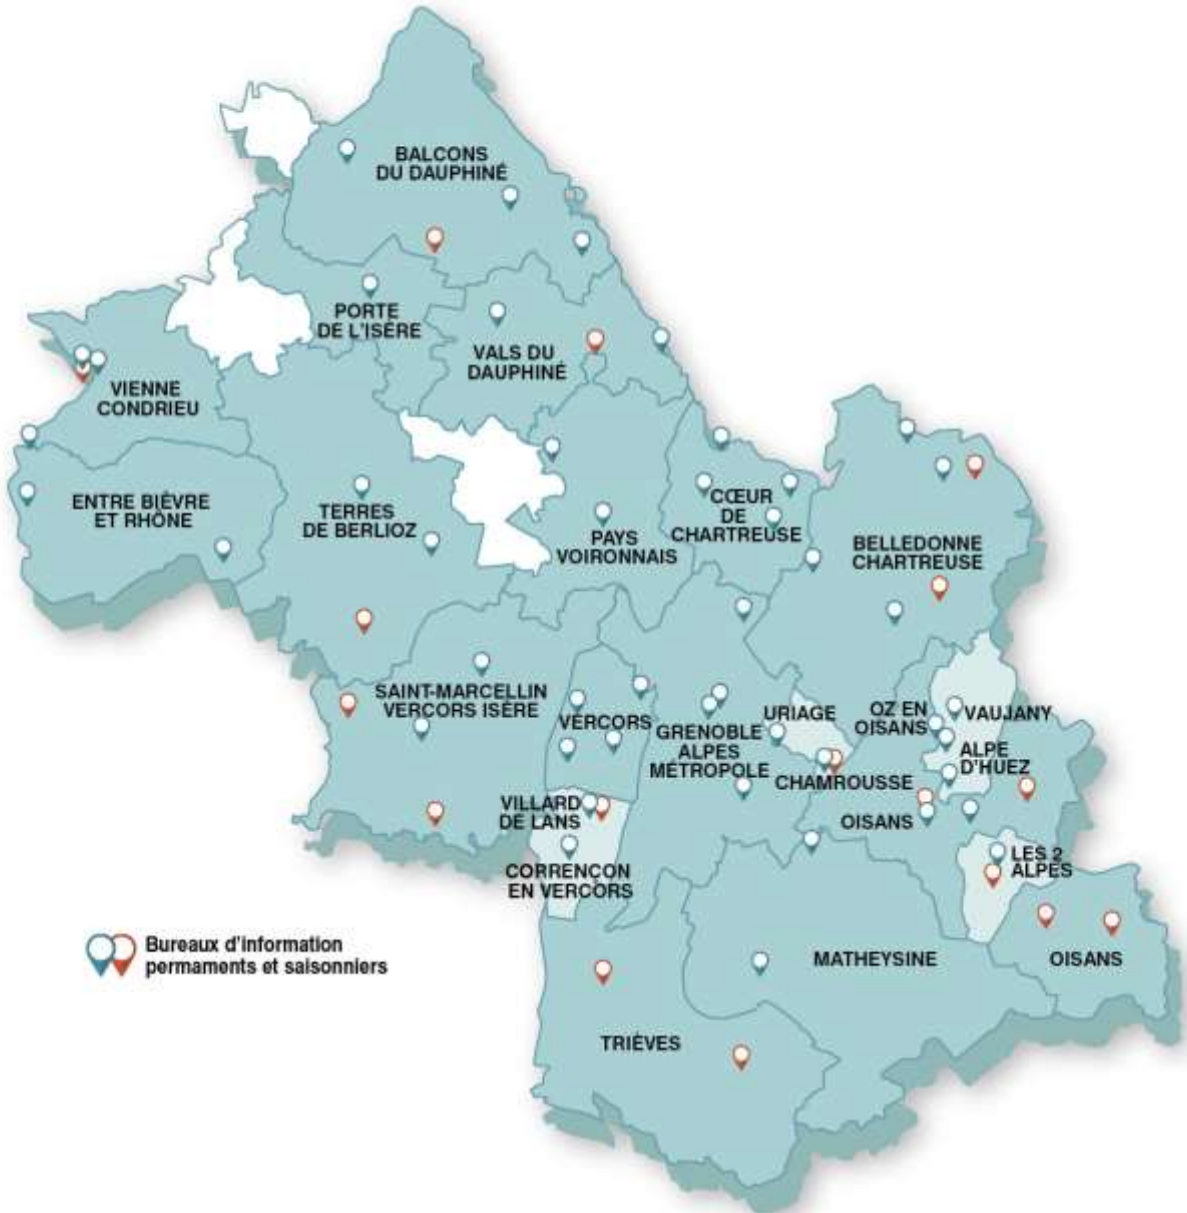 BALCONS
DU DAUPHINÉ
PORTE
DE L'ISÈRE
VALS DU
DAUPHINÉ
VIENNE
CONDRIEU
ENTRE BIÈVRE
ET RHÔNE
TERRES
DE BERLIOZ
PAYS
VOIRONNAIS
CŒUR
DE
CHARTREUSE
BELLEDONNE
CHARTREUSE
SAINT-MARCELLIN
VERCORS ISÈRE
VERCORS
GRENOBLE
ALPES
MÉTROPOLE
URIAGE
OZ EN
OISANS
VAUJANY
ALPE
D'HUEZ
CHAMROUSSE
OISANS
VILLARD
DE LANS
CORRENÇON
EN VERCORS
LES 2
ALPES
Bureaux d'information
permaments et saisonniers
MATHEYSINE
OISANS
TRIÈVES